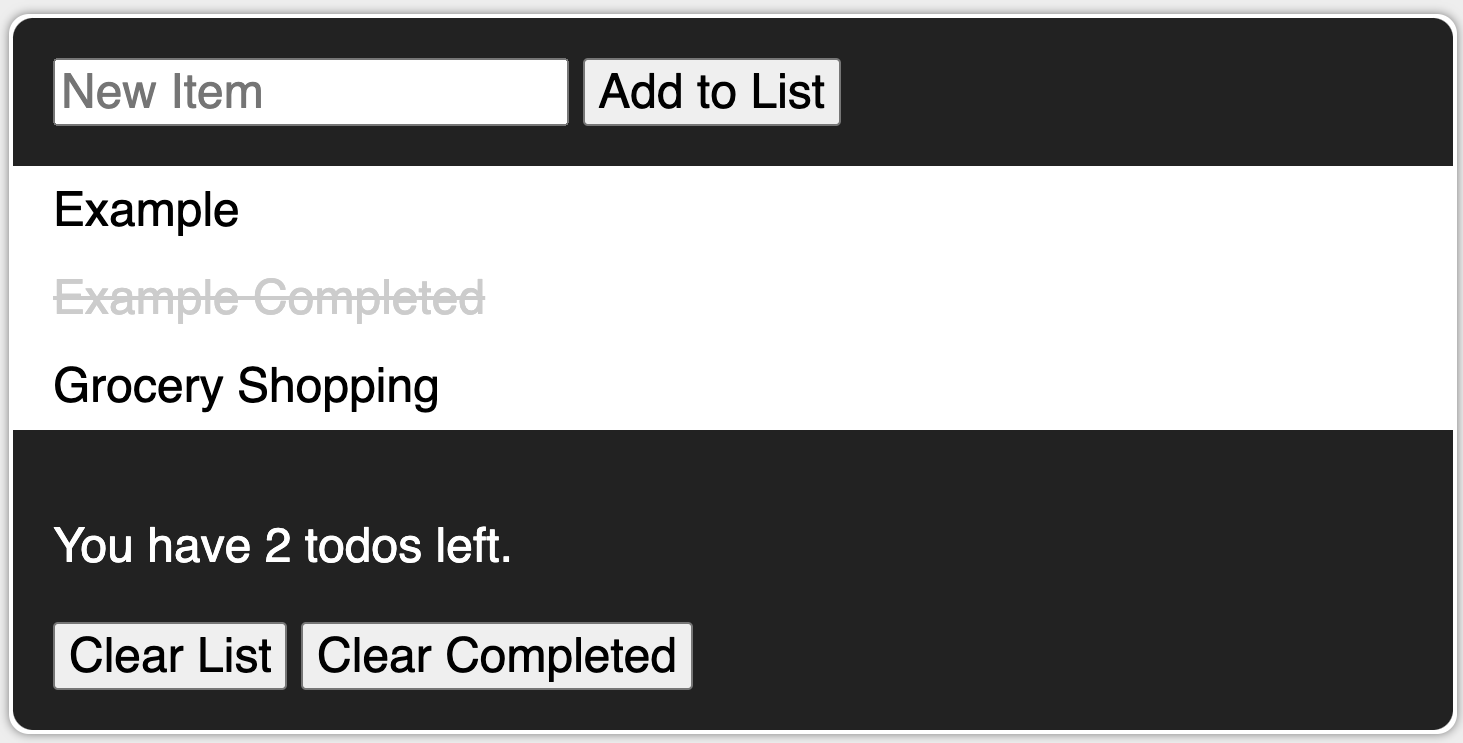 New Item Add to List
Example
Example Completed
Grocery Shopping
You have 2 todos left.
Clear List Clear Completed